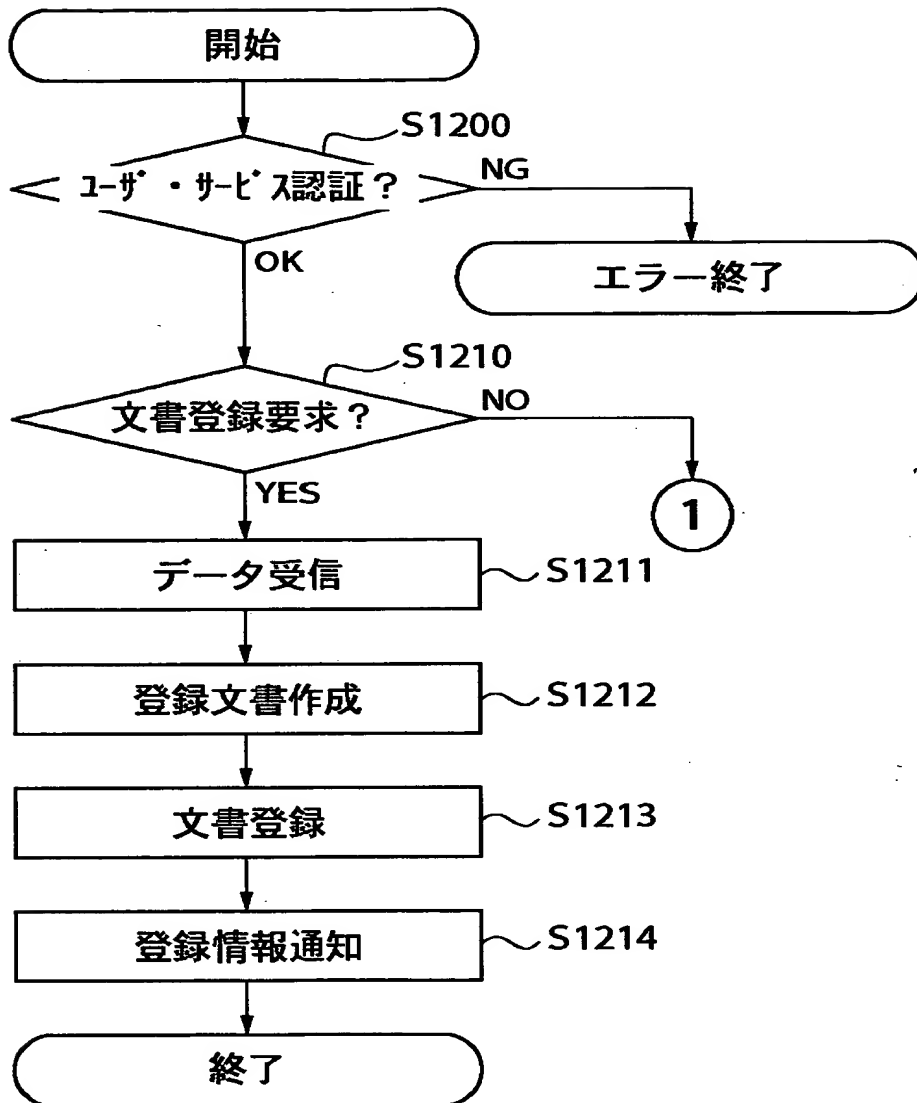 開始
S1200
ユーザ・サービス認証？
NG
OK
エラー終了
S1210
文書登録要求？
NO
YES
1
データ受信
S1211
登録文書作成
S1212
文書登録
S1213
登録情報通知
S1214
終了